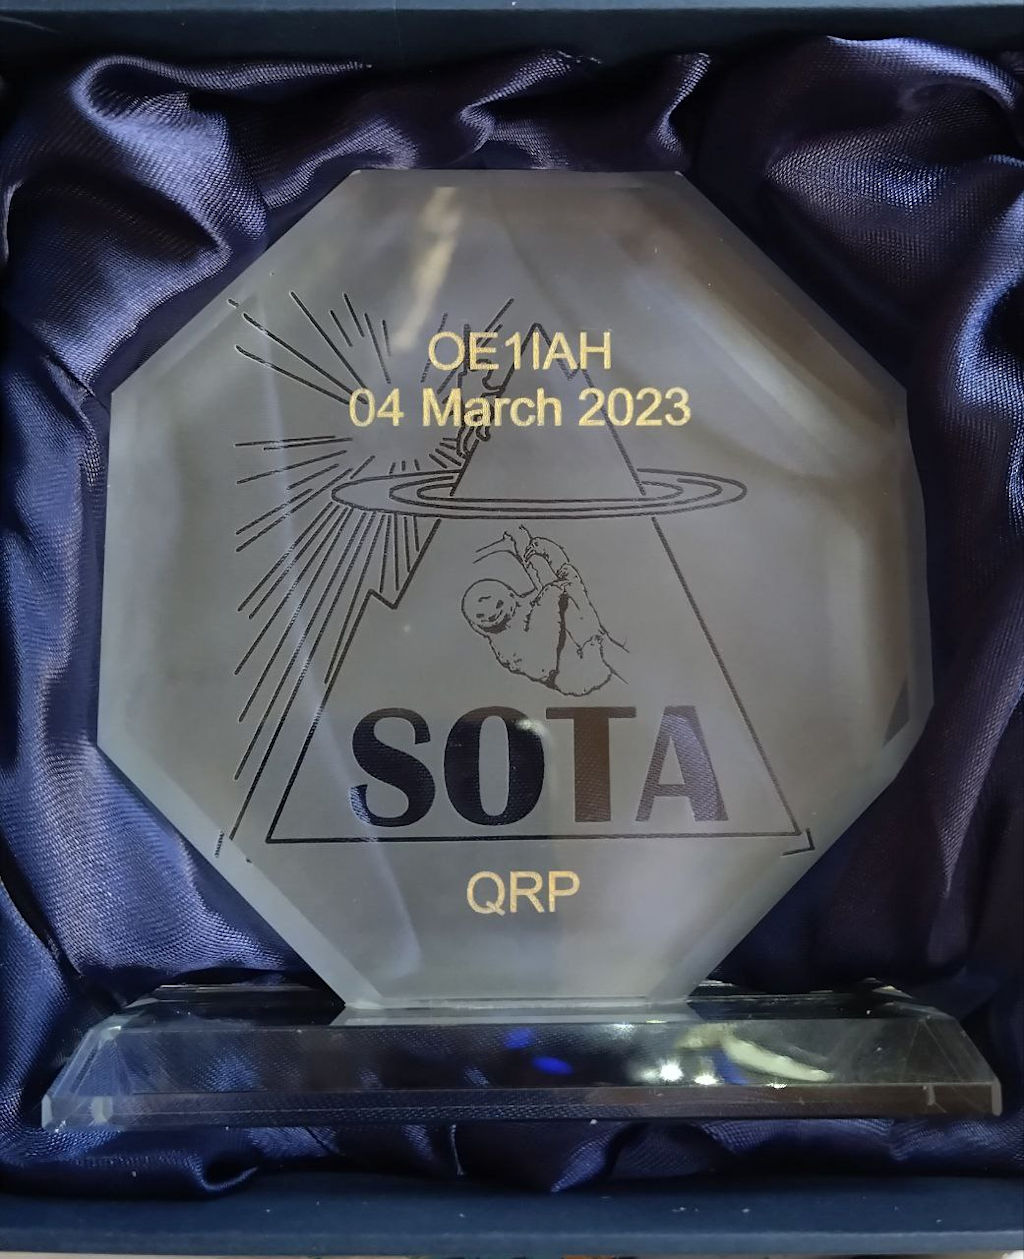 OE1IAH
04 March 2023
SOTA
QRP